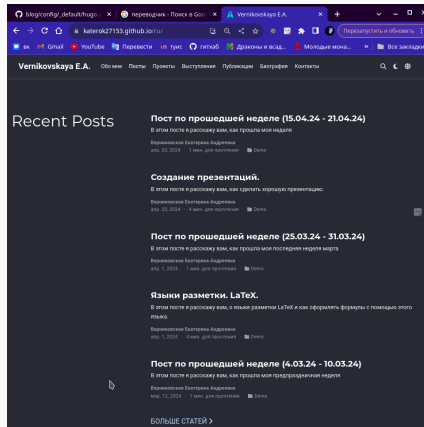 blog/config/_default/hugo. × переводчик - Поиск в Goo × Vernikovskaya E.A. × +
katerok27153.github.io/ru/ Перезапустить и обновить
вк Gmail YouTube Перевести туис гитхаб Драконы и всад... Молодые мона... » Все закладки
Vernikovskaya E.A. Обо мне Посты Проекты Выступления Публикации Биография Контакты
Recent Posts
Пост по прошедшей неделе (15.04.24 - 21.04.24)
В этом посте я расскажу вам, как прошла моя неделя
Верниковская Екатерина Андреевна
апр. 20, 2024 · 1 мин. для прочтения · Demo
Создание презентаций.
В этом посте я расскажу вам, как сделать хорошую презентацию.
Верниковская Екатерина Андреевна
апр. 20, 2024 · 4 мин. для прочтения · Demo
Пост по прошедшей неделе (25.03.24 - 31.03.24)
В этом посте я расскажу вам, как прошла моя последняя неделя марта
Верниковская Екатерина Андреевна
апр. 1, 2024 · 1 мин. для прочтения · Demo
Языки разметки. LaTeX.
В этом посте я расскажу вам, о языке разметки LaTeX и как оформлять формулы с помощью этого
языка.
Верниковская Екатерина Андреевна
апр. 1, 2024 · 4 мин. для прочтения · Demo
Пост по прошедшей неделе (4.03.24 - 10.03.24)
В этом посте я расскажу вам, как прошла моя предпраздничная неделя
Верниковская Екатерина Андреевна
мар. 12, 2024 · 1 мин. для прочтения · Demo
БОЛЬШЕ СТАТЕЙ >